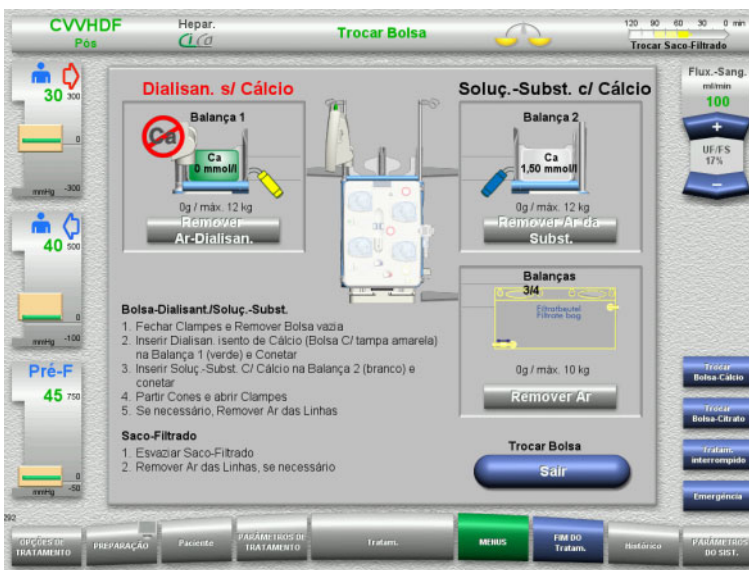 CVVHDF
Pós
Hepar.
CiCa
Trocar Bolsa
120 90 60 30 0 min
Trocar Saco-Filtrado
30 300
0
mmHg -300
40 500
0
mmHg -100
Pré-F
45 750
0
mmHg -50
Dialisan. s/ Cálcio
Balança 1
Ca
Ca
0 mmol/l
0g / máx. 12 kg
Remover
Ar-Dialisan.
Soluç.-Subst. c/ Cálcio
Balança 2
Ca
1,50 mmol/l
0g / máx. 12 kg
Remover Ar da
Subst.
Balanças
3/4
Filtratbeutel
Filtrate bag
0g / máx. 10 kg
Remover Ar
Bolsa-Dialisant./Soluç.-Subst.
1. Fechar Clampes e Remover Bolsa vazia
2. Inserir Dialisan. isento de Cálcio (Bolsa C/ tampa amarela)
na Balança 1 (verde) e Conetar
3. Inserir Soluç.-Subst. C/ Cálcio na Balança 2 (branco) e
conetar
4. Partir Cones e abrir Clampes
5. Se necessário, Remover Ar das Linhas
Saco-Filtrado
1. Esvaziar Saco-Filtrado
2. Remover Ar das Linhas, se necessário
Trocar Bolsa
Sair
Flux.-Sang.
ml/min
100
+
UF/FS
17%
−
Trocar
Bolsa-Cálcio
Trocar
Bolsa-Citrato
Tratam.
interrompido
Emergência
292
OPÇÕES DE
TRATAMENTO
PREPARAÇÃO
Paciente
PARÂMETROS DE
TRATAMENTO
Tratam.
MENUS
FIM DO
Tratam.
Histórico
PARÂMETROS
DO SIST.